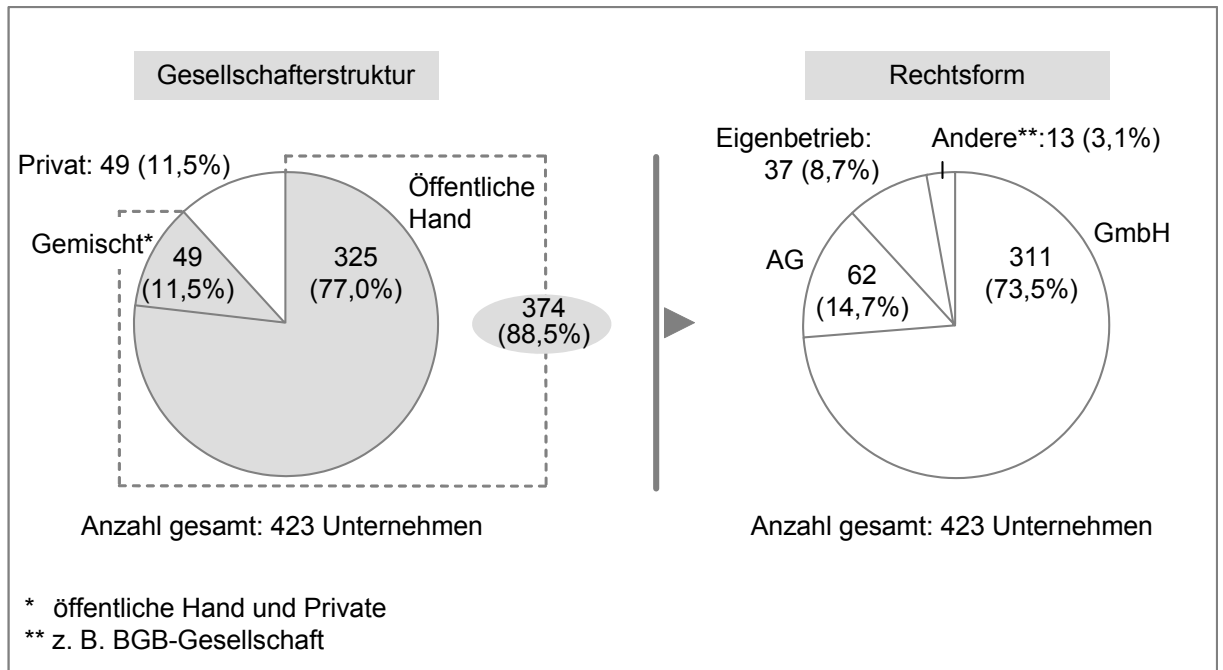 Gesellschafterstruktur
Privat: 49 (11,5%)
Öffentliche
Hand
Gemischt*
49
(11,5%)
325
(77,0%)
374
(88,5%)
Anzahl gesamt: 423 Unternehmen
Rechtsform
Eigenbetrieb:
37 (8,7%)
Andere**:13 (3,1%)
GmbH
AG
62
(14,7%)
311
(73,5%)
Anzahl gesamt: 423 Unternehmen
* öffentliche Hand und Private
** z. B. BGB-Gesellschaft